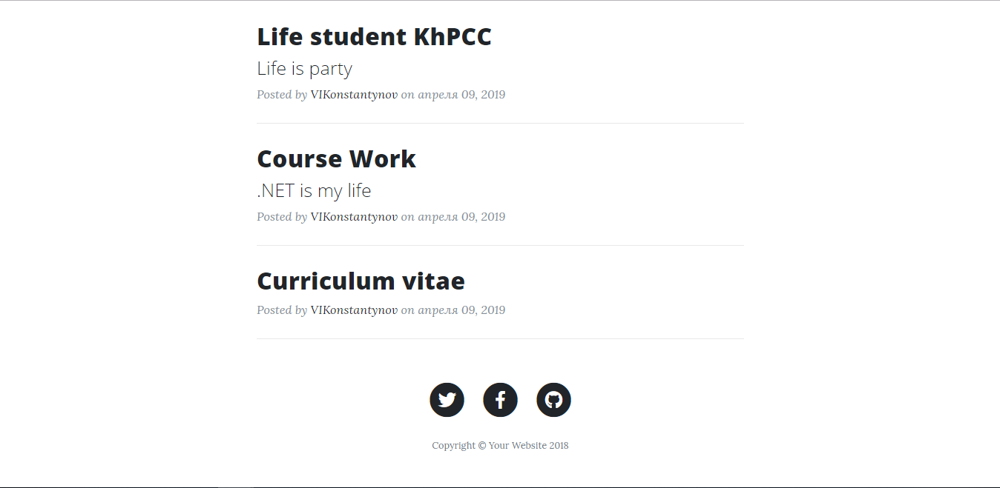 Life student KhPCC
Life is party
Posted by VIKonstantynov on апреля 09, 2019
Course Work
.NET is my life
Posted by VIKonstantynov on апреля 09, 2019
Curriculum vitae
Posted by VIKonstantynov on апреля 09, 2019
Copyright © Your Website 2018